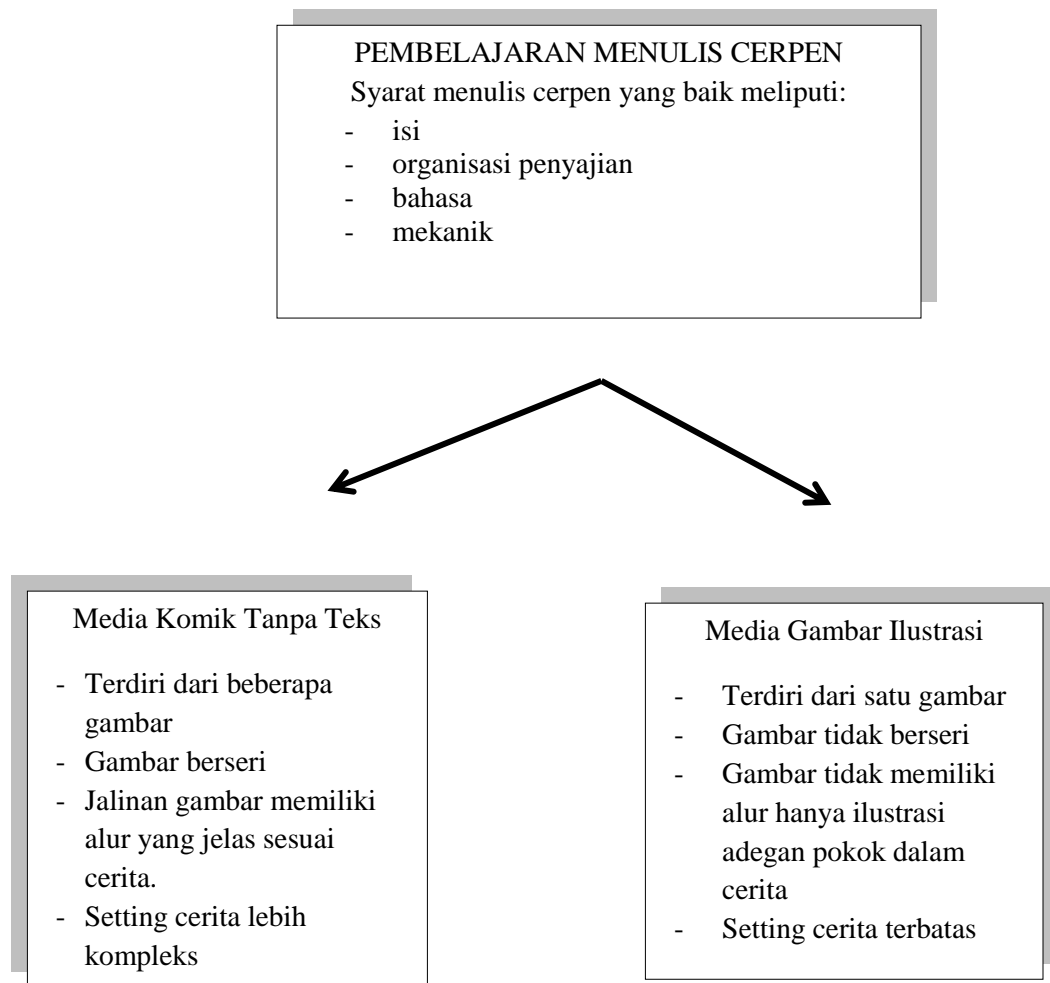 PEMBELAJARAN MENULIS CERPEN
Syarat menulis cerpen yang baik meliputi:
- isi
- organisasi penyajian
- bahasa
- mekanik
Media Komik Tanpa Teks
- Terdiri dari beberapa
gambar
- Gambar berseri
- Jalinan gambar memiliki
alur yang jelas sesuai
cerita.
- Setting cerita lebih
kompleks
Media Gambar Ilustrasi
- Terdiri dari satu gambar
- Gambar tidak berseri
- Gambar tidak memiliki
alur hanya ilustrasi
adegan pokok dalam
cerita
- Setting cerita terbatas